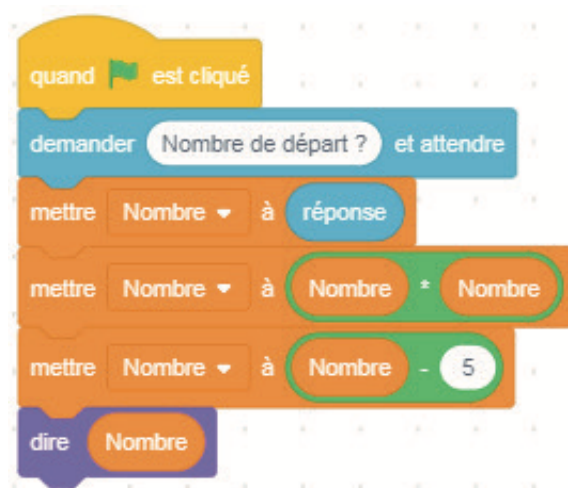 quand est cliqué
demander Nombre de départ ? et attendre
mettre Nombre à réponse
mettre Nombre à Nombre * Nombre
mettre Nombre à Nombre - 5
dire Nombre